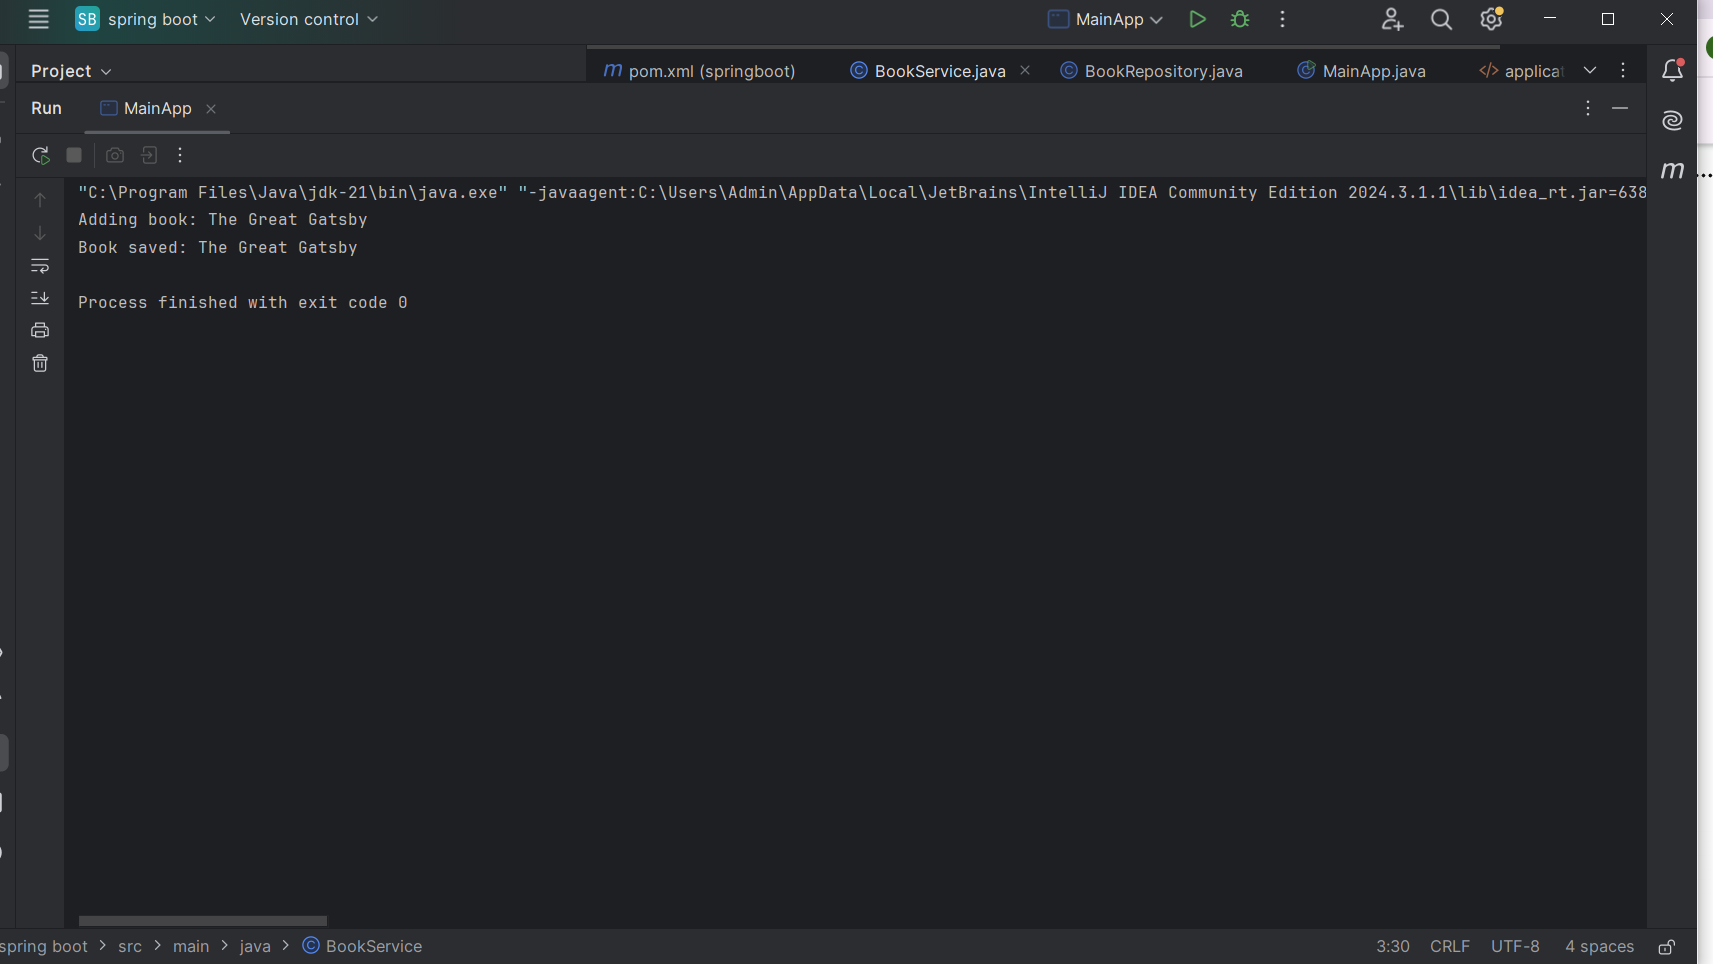 SB spring boot Version control MainApp
Project m pom.xml (springboot) BookService.java BookRepository.java MainApp.java
Run MainApp
"C:\Program Files\Java\jdk-21\bin\java.exe" "-javaagent:C:\Users\Admin\AppData\Local\JetBrains\IntelliJ IDEA Community Edition 2024.3.1.1\lib\idea_rt.jar=638
Adding book: The Great Gatsby
Book saved: The Great Gatsby
Process finished with exit code 0
m
spring boot > src > main > java > BookService 3:30 CRLF UTF-8 4 spaces